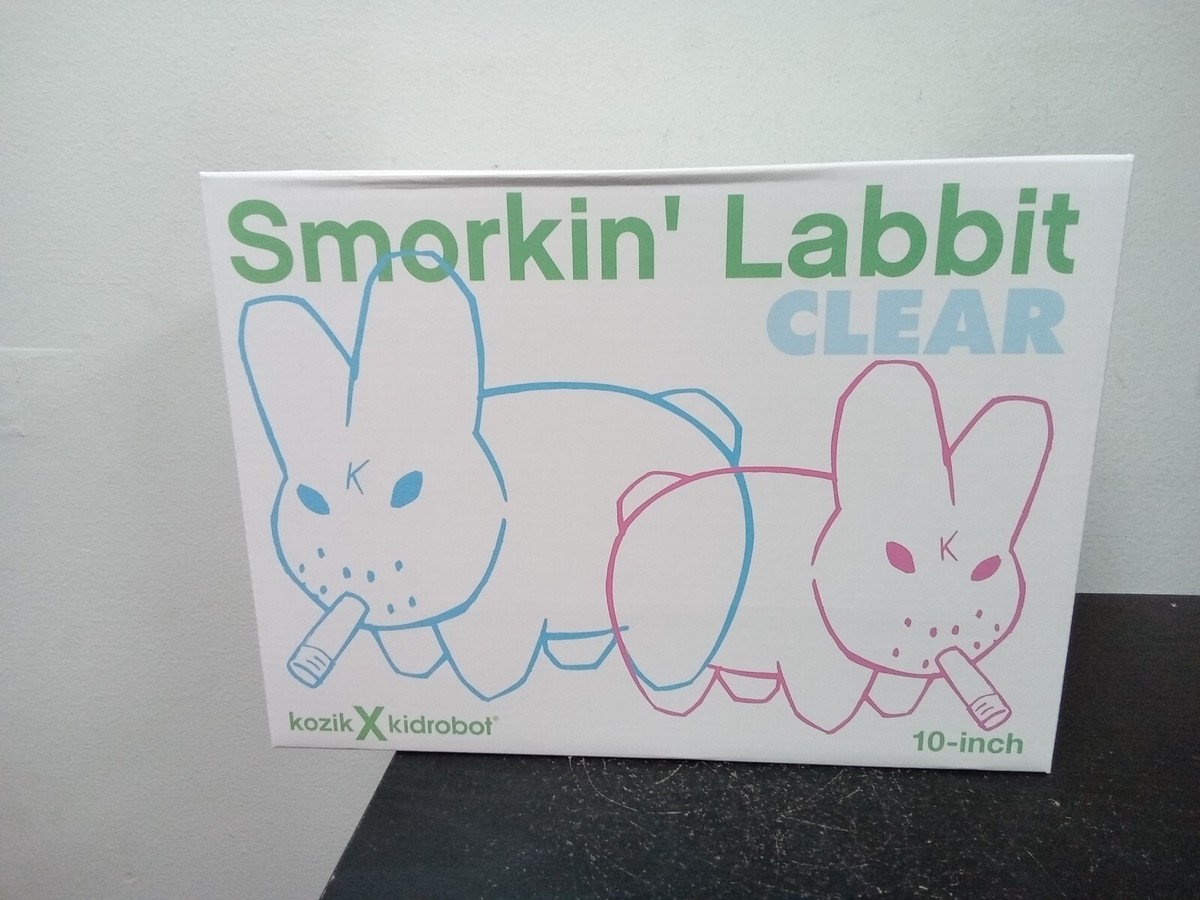 Smorkin' Labbit
CLEAR
K
K
kozik X kidrobot®
10-inch